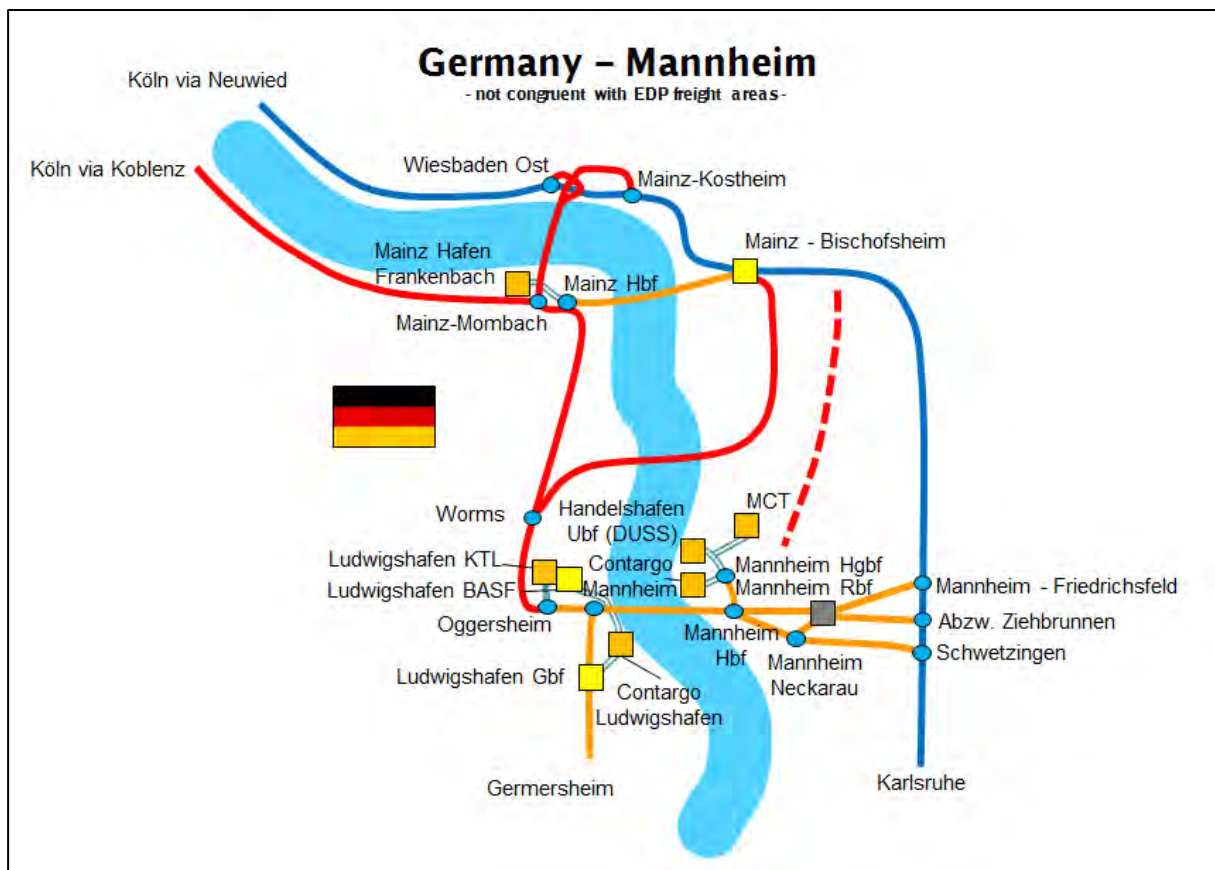 Germany – Mannheim
- not congruent with EDP freight areas-
Köln via Neuwied
Köln via Koblenz
Wiesbaden Ost
Mainz-Kostheim
Mainz - Bischofsheim
Mainz Hafen
Frankenbach
Mainz Hbf
Mainz-Mombach
Worms
Handelshafen
Ubf (DUSS)
MCT
Ludwigshafen KTL
Contargo
Mannheim
Mannheim Hgbf
Mannheim Rbf
Ludwigshafen BASF
Mannheim - Friedrichsfeld
Oggersheim
Mannheim
Hbf
Abzw. Ziehbrunnen
Mannheim
Neckarau
Schwetzingen
Ludwigshafen Gbf
Contargo
Ludwigshafen
Germersheim
Karlsruhe